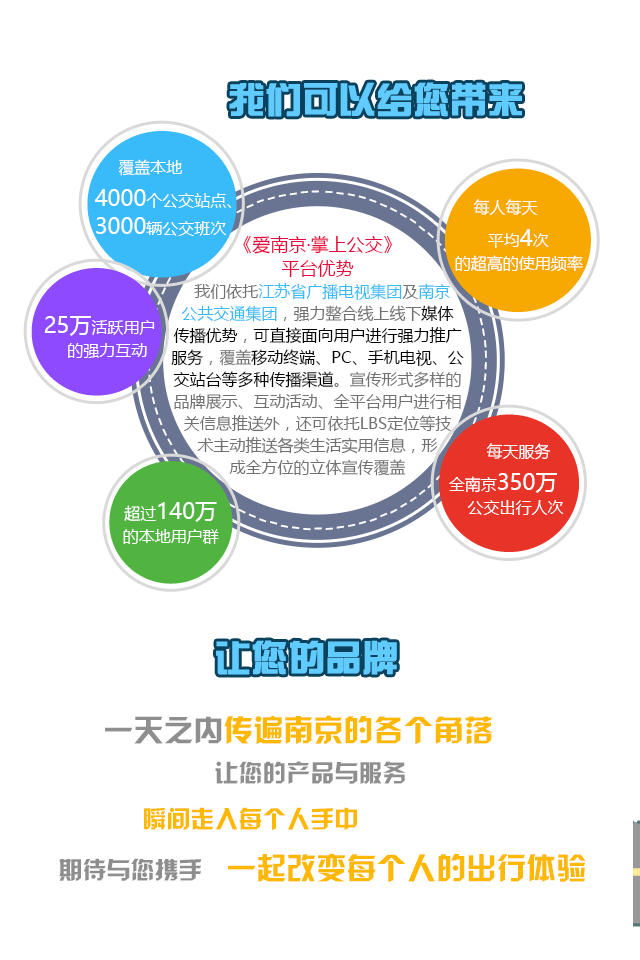 我们可以给您带来
覆盖本地
4000个公交站点、
3000辆公交班次
每人每天
平均4次
的超高的使用频率
25万活跃用户
的强力互动
《爱南京·掌上公交》
平台优势
我们依托江苏省广播电视集团及南京
公共交通集团，强力整合线上线下媒体
传播优势，可直接面向用户进行强力推广
服务，覆盖移动终端、PC、手机电视、公
交站台等多种传播渠道。宣传形式多样的
品牌展示、互动活动、全平台用户进行相
关信息推送外，还可依托LBS定位等技
术主动推送各类生活实用信息，形
成全方位的立体宣传覆盖
超过140万
的本地用户群
每天服务
全南京350万
公交出行人次
让您的品牌
一天之内传遍南京的各个角落
让您的产品与服务
瞬间走入每个人手中
期待与您携手 一起改变每个人的出行体验